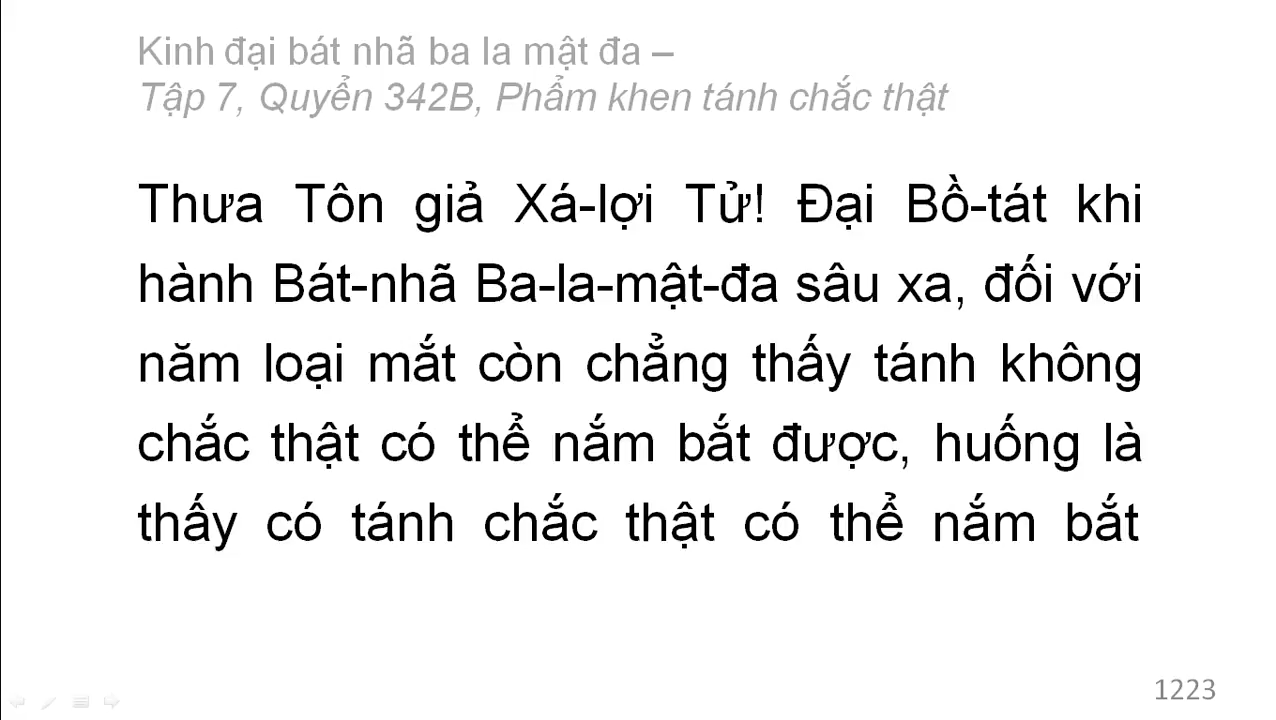 Kinh đại bát nhã ba la mật đa –
Tập 7, Quyển 342B, Phẩm khen tánh chắc thật
Thưa Tôn giả Xá-lợi Tử! Đại Bồ-tát khi
hành Bát-nhã Ba-la-mật-đa sâu xa, đối với
năm loại mắt còn chẳng thấy tánh không
chắc thật có thể nắm bắt được, huống là
thấy có tánh chắc thật có thể nắm bắt
1223